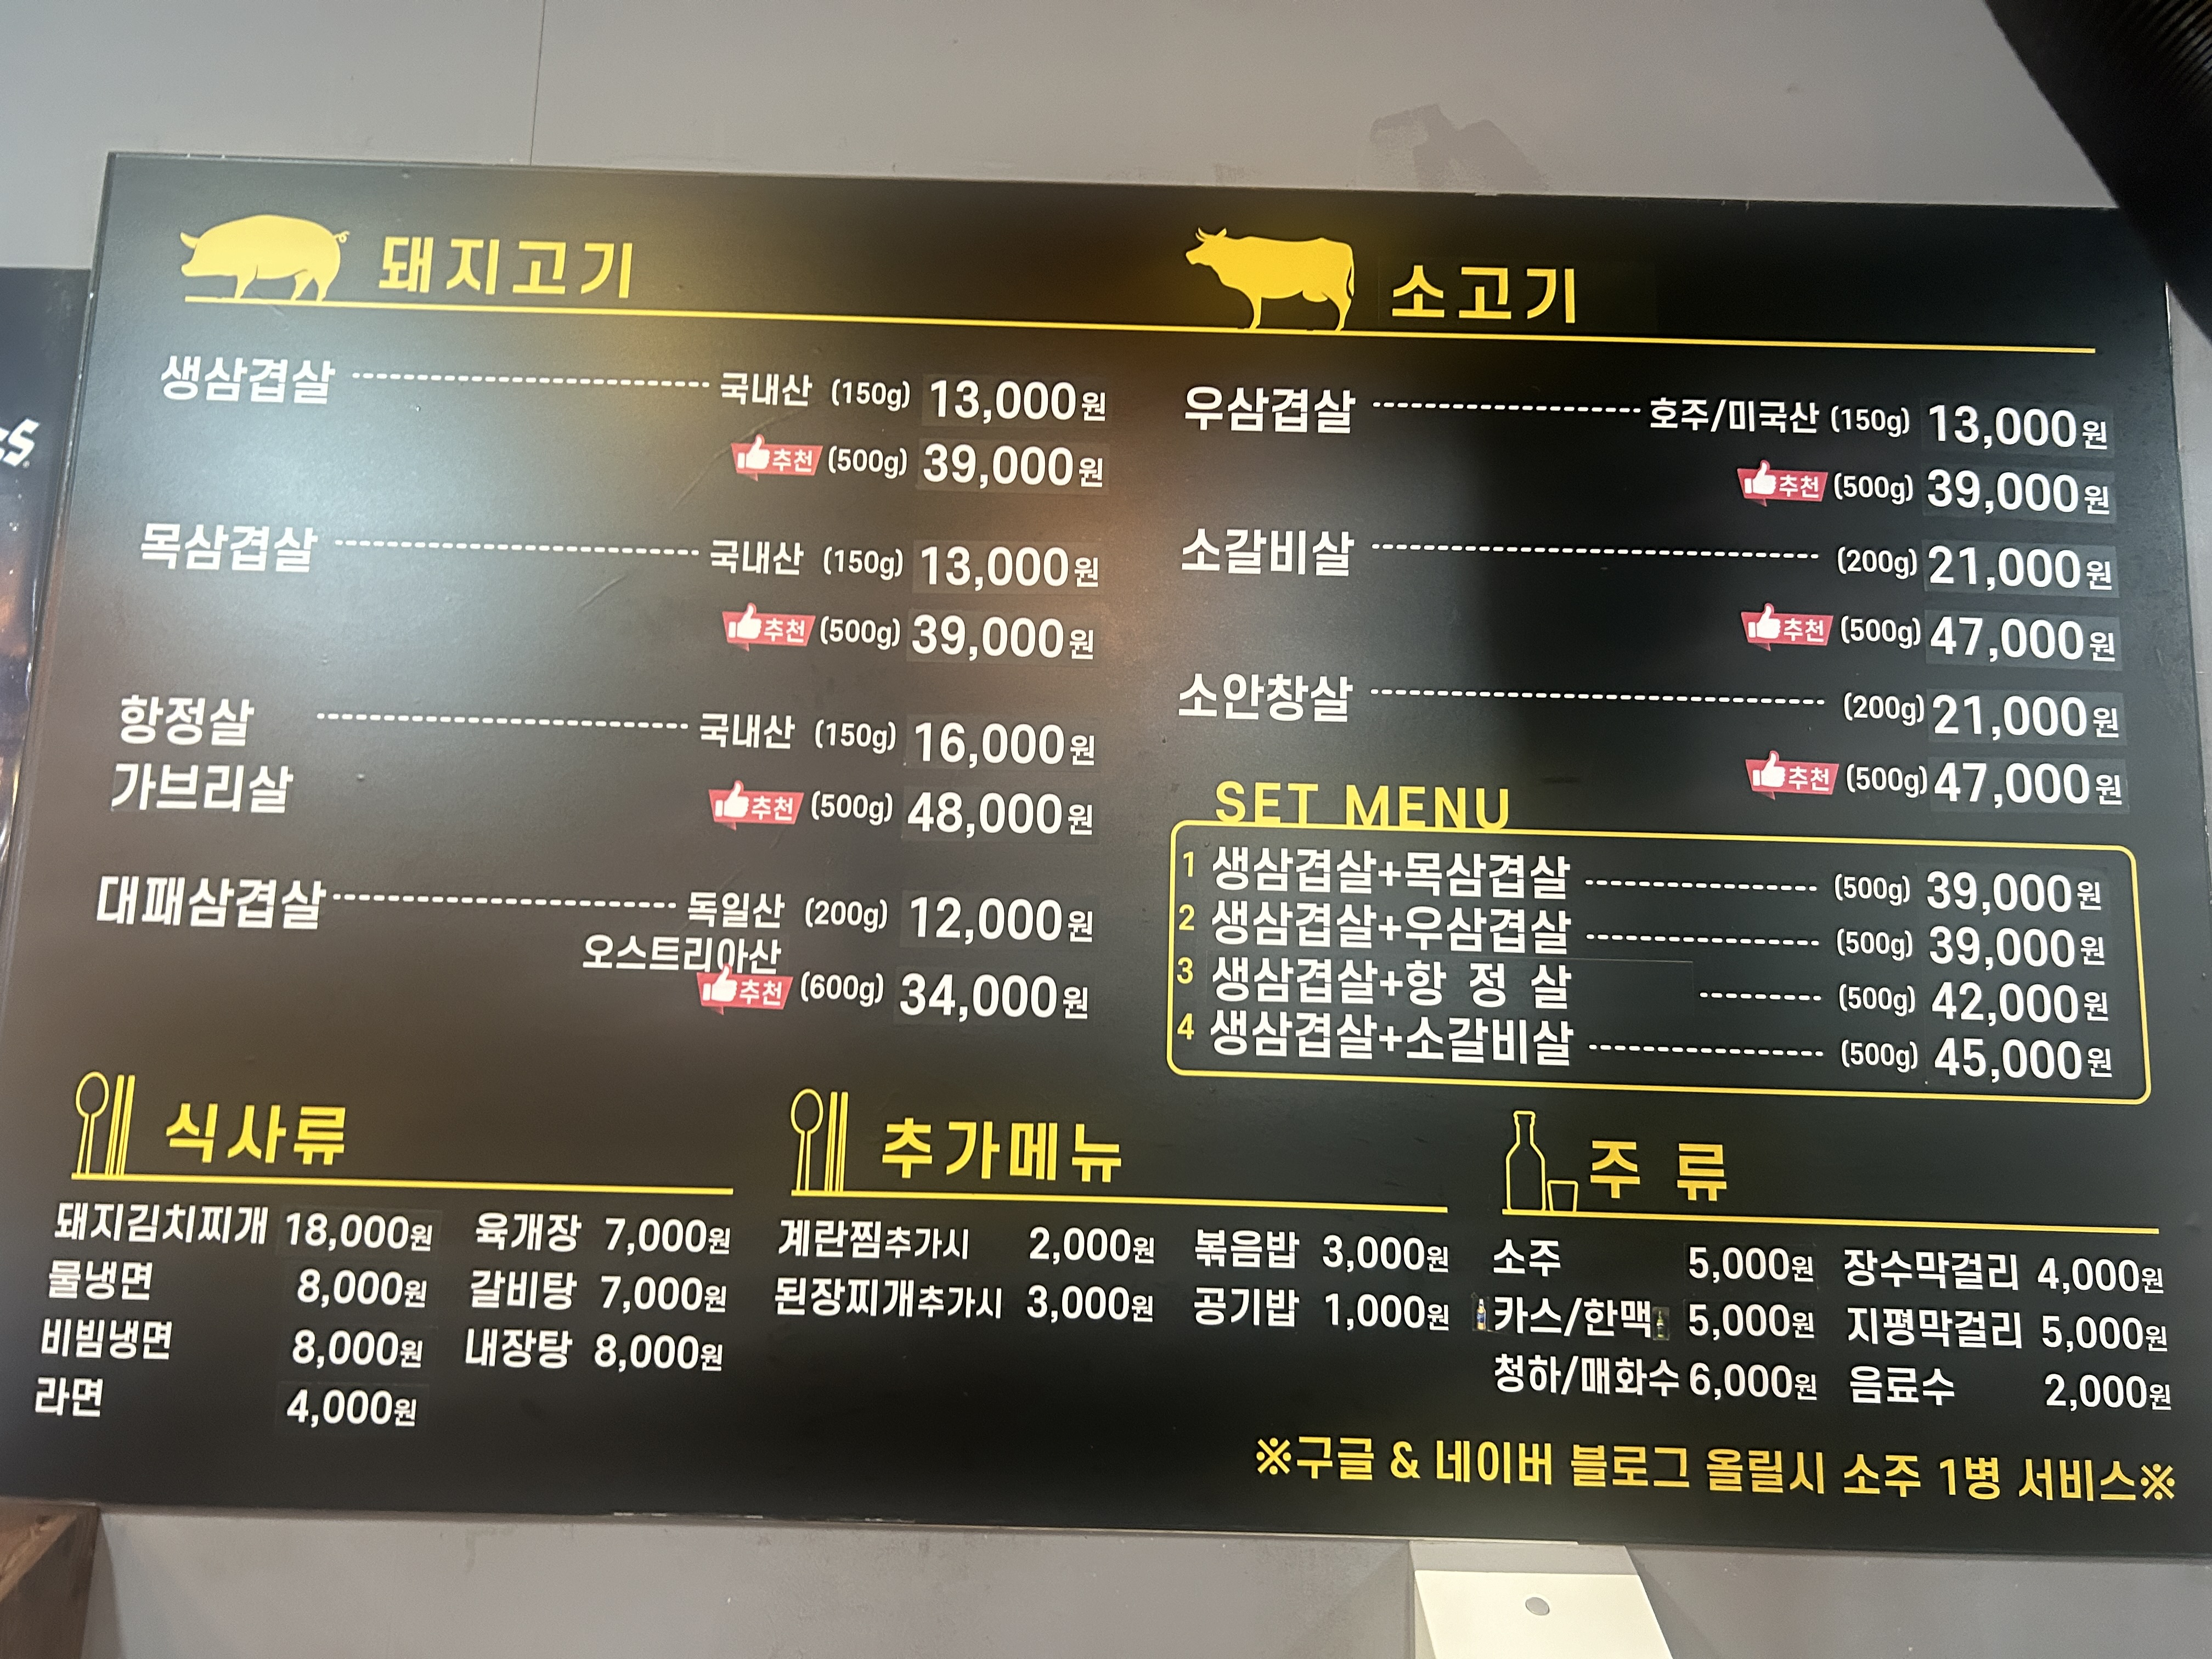 돼지고기
생삼겹살 국내산 (150g) 13,000원
추천 (500g) 39,000원
목삼겹살 국내산 (150g) 13,000원
추천 (500g) 39,000원
항정살 국내산 (150g) 16,000원
가브리살
추천 (500g) 48,000원
대패삼겹살 독일산 (200g) 12,000원
오스트리아산
추천 (600g) 34,000원
소고기
우삼겹살 호주/미국산 (150g) 13,000원
추천 (500g) 39,000원
소갈비살 (200g) 21,000원
추천 (500g) 47,000원
소안창살 (200g) 21,000원
추천 (500g) 47,000원
SET MENU
1 생삼겹살+목삼겹살 (500g) 39,000원
2 생삼겹살+우삼겹살 (500g) 39,000원
3 생삼겹살+항 정 살 (500g) 42,000원
4 생삼겹살+소갈비살 (500g) 45,000원
식사류
돼지김치찌개 18,000원 육개장 7,000원
물냉면 8,000원 갈비탕 7,000원
비빔냉면 8,000원 내장탕 8,000원
라면 4,000원
추가메뉴
계란찜추가시 2,000원 볶음밥 3,000원
된장찌개추가시 3,000원 공기밥 1,000원
주 류
소주 5,000원 장수막걸리 4,000원
카스/한맥 5,000원 지평막걸리 5,000원
청하/매화수 6,000원 음료수 2,000원
※구글 & 네이버 블로그 올릴시 소주 1병 서비스※